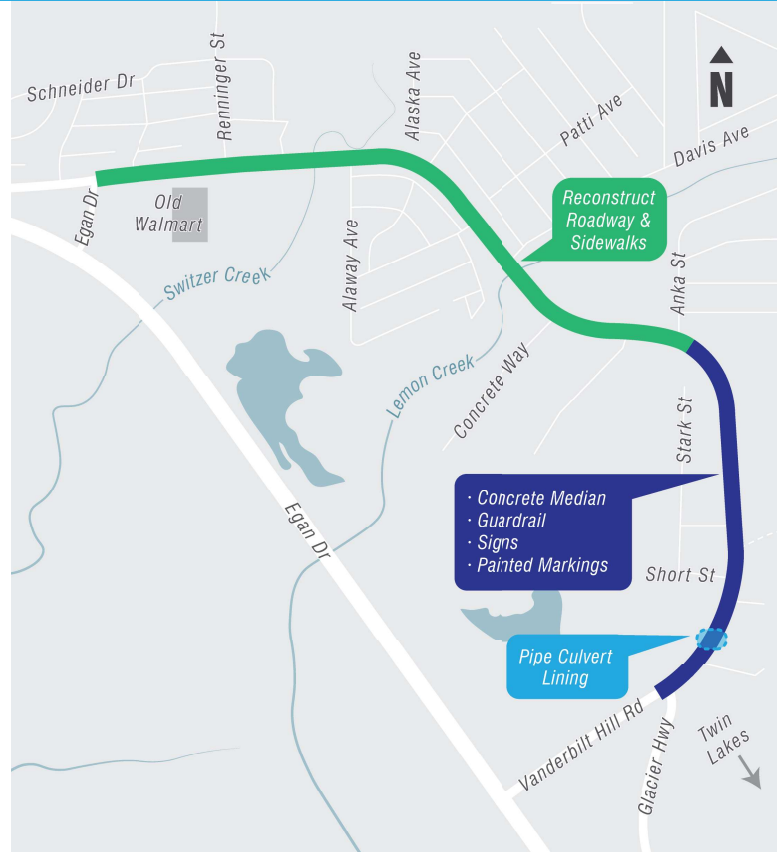 Schneider Dr
Renninger St
Alaska Ave
N
Patti Ave
Davis Ave
Egan Dr
Old
Walmart
Reconstruct
Roadway &
Sidewalks
Switzer Creek
Alaway Ave
Anka St
Lemon Creek
Concrete Way
Stark St
· Concrete Median
· Guardrail
· Signs
· Painted Markings
Egan Dr
Short St
Pipe Culvert
Lining
Vanderbilt Hill Rd
Glacier Hwy
Twin
Lakes